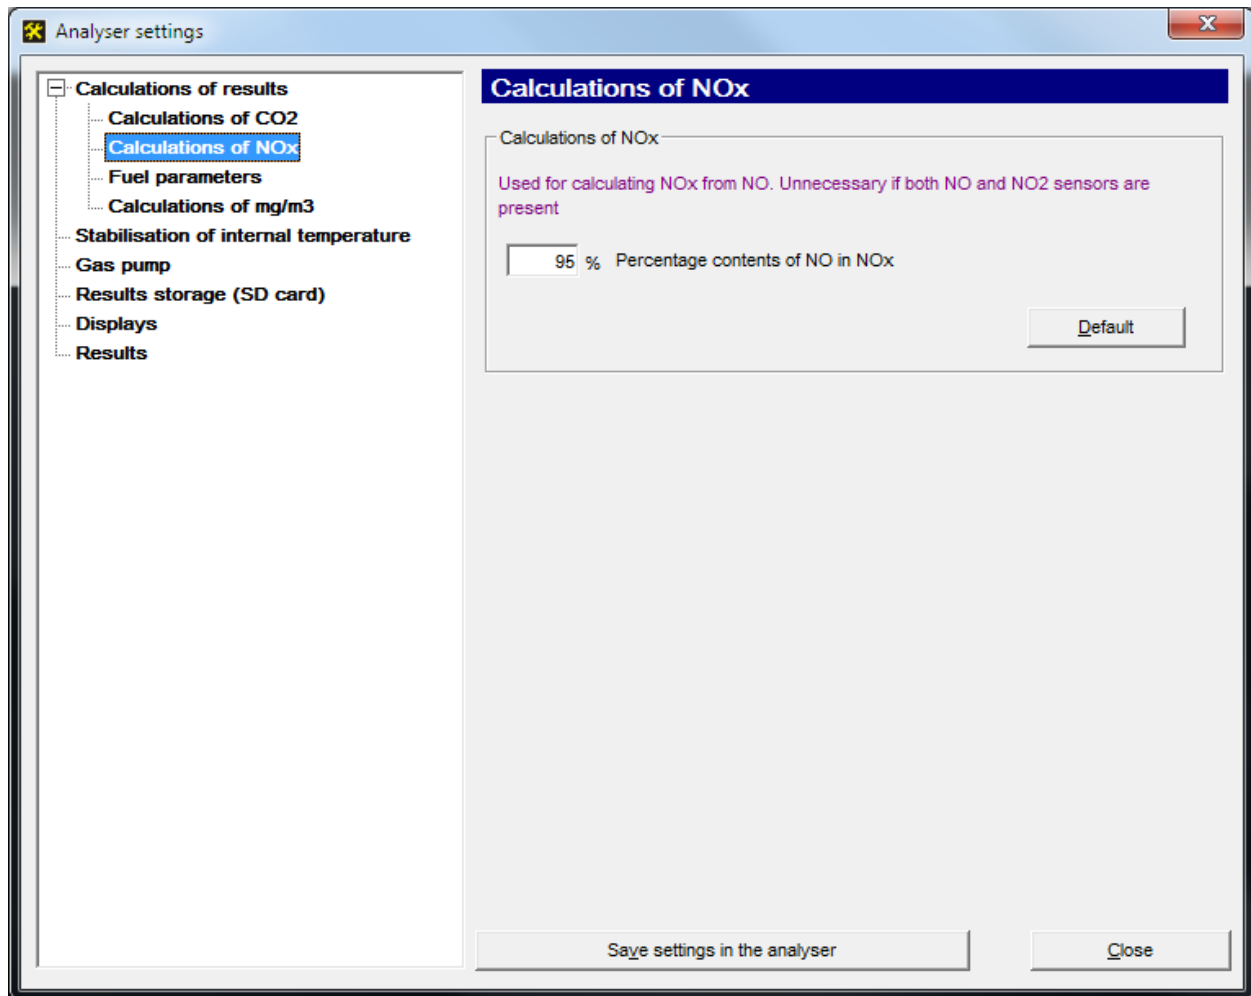 Analyser settings
Calculations of results
Calculations of CO2
Calculations of NOx
Fuel parameters
Calculations of mg/m3
Stabilisation of internal temperature
Gas pump
Results storage (SD card)
Displays
Results
Calculations of NOx
Calculations of NOx
Used for calculating NOx from NO. Unnecessary if both NO and NO2 sensors are
present
95 % Percentage contents of NO in NOx
Default
Save settings in the analyser
Close